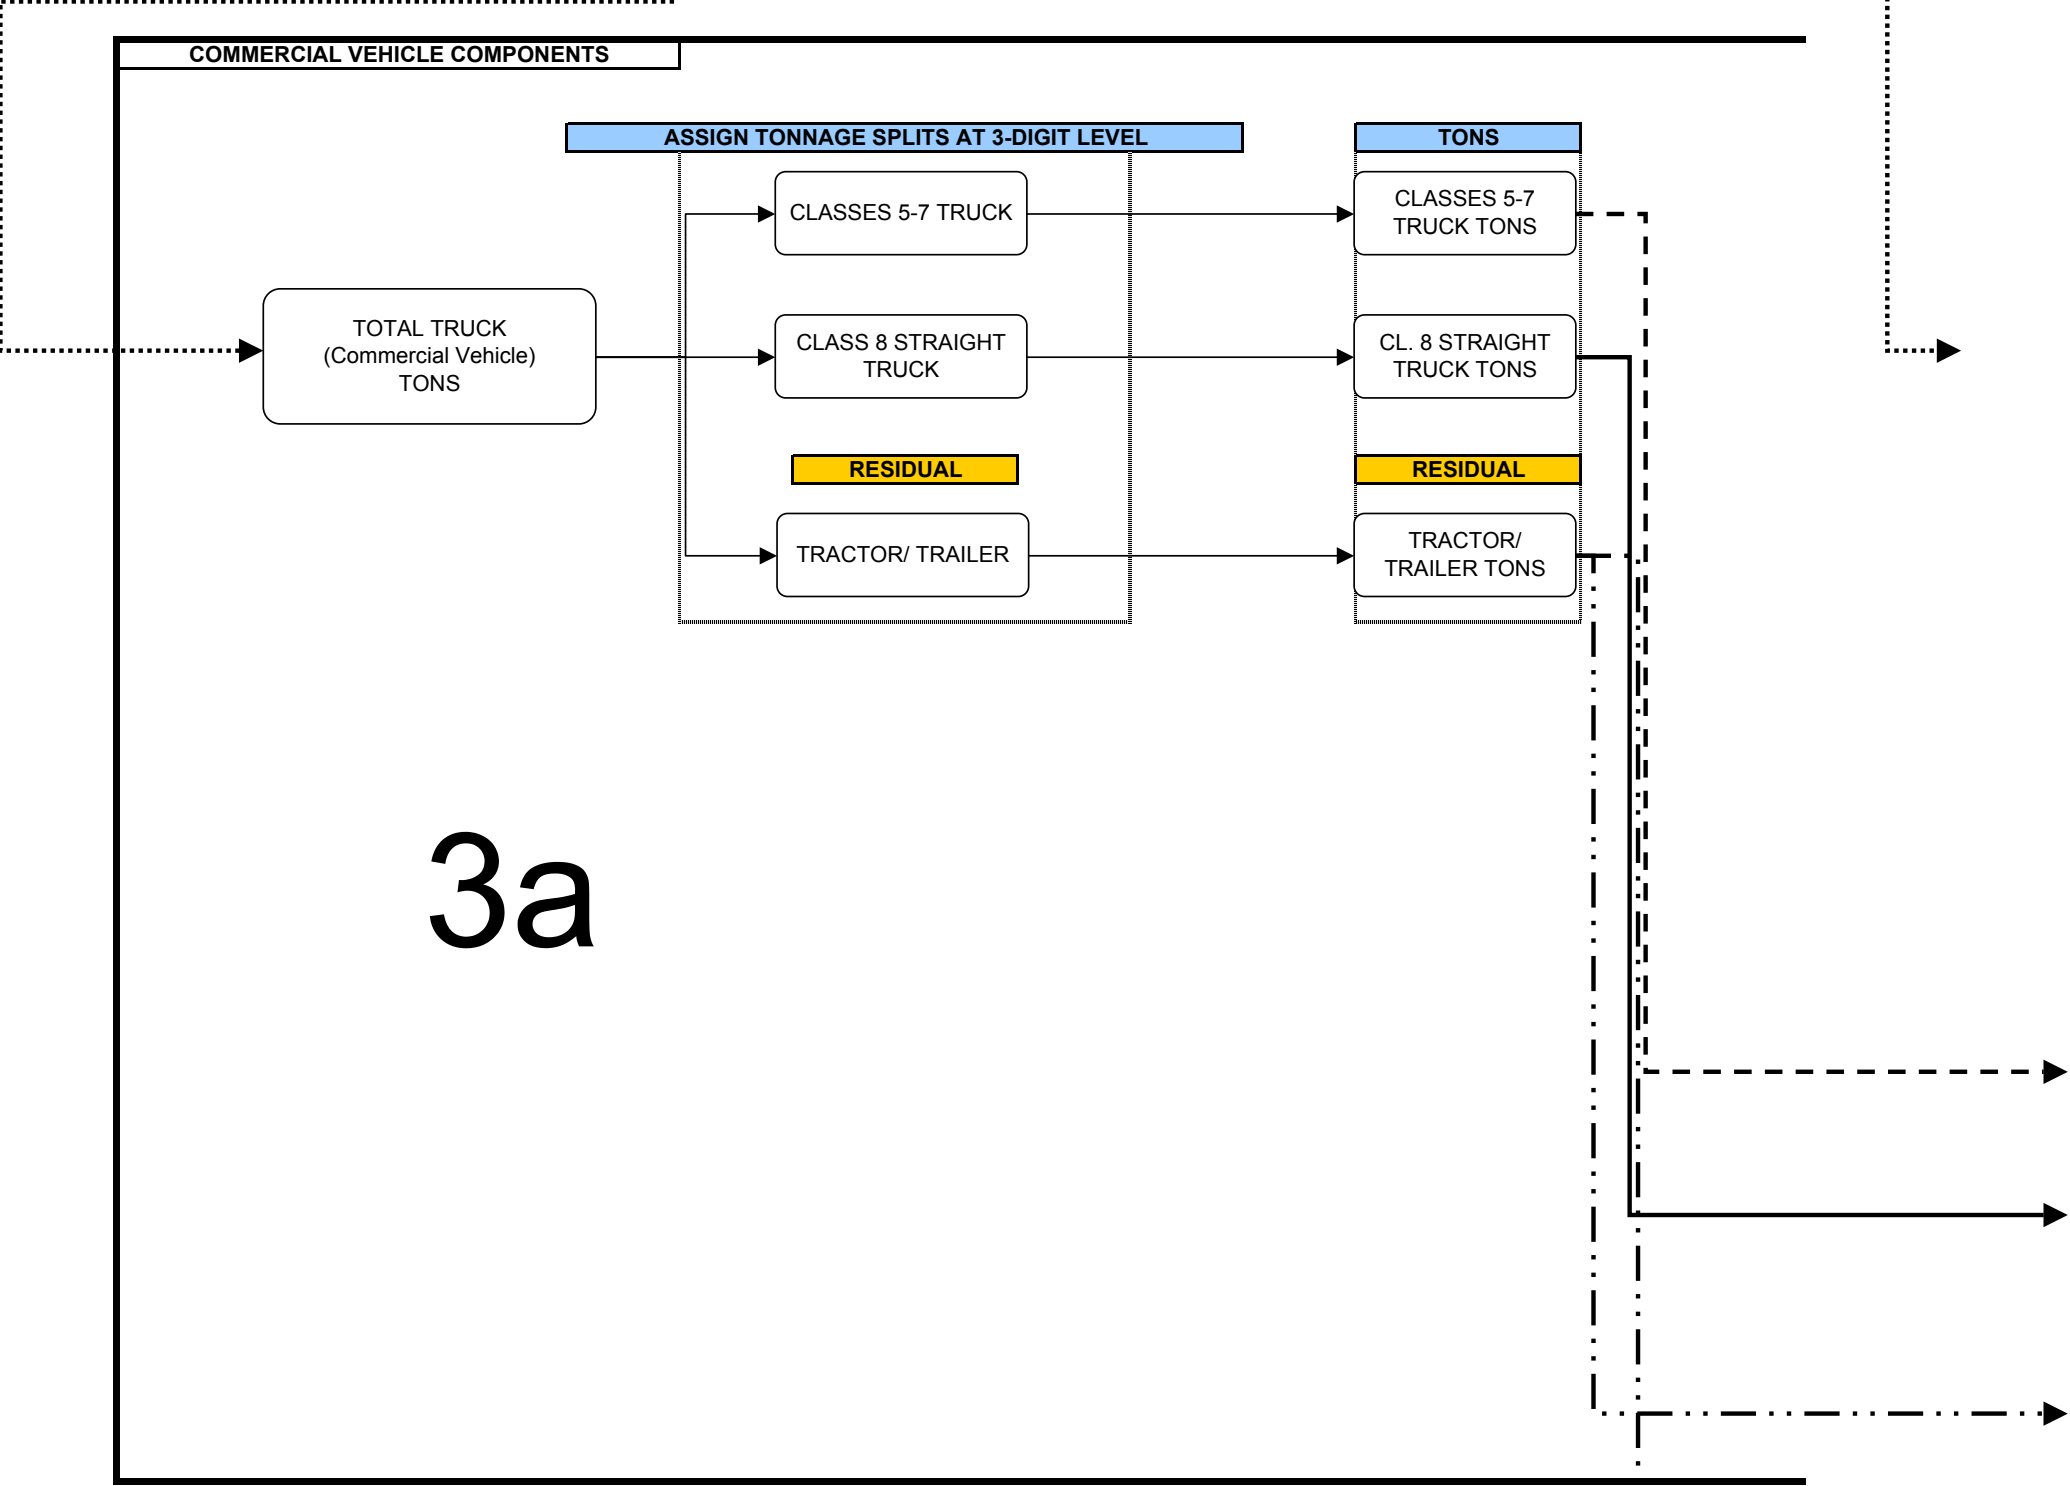 COMMERCIAL VEHICLE COMPONENTS
ASSIGN TONNAGE SPLITS AT 3-DIGIT LEVEL
TONS
CLASSES 5-7 TRUCK
CLASSES 5-7
TRUCK TONS
TOTAL TRUCK
(Commercial Vehicle)
TONS
CLASS 8 STRAIGHT
TRUCK
CL. 8 STRAIGHT
TRUCK TONS
RESIDUAL
RESIDUAL
TRACTOR/ TRAILER
TRACTOR/
TRAILER TONS
3a